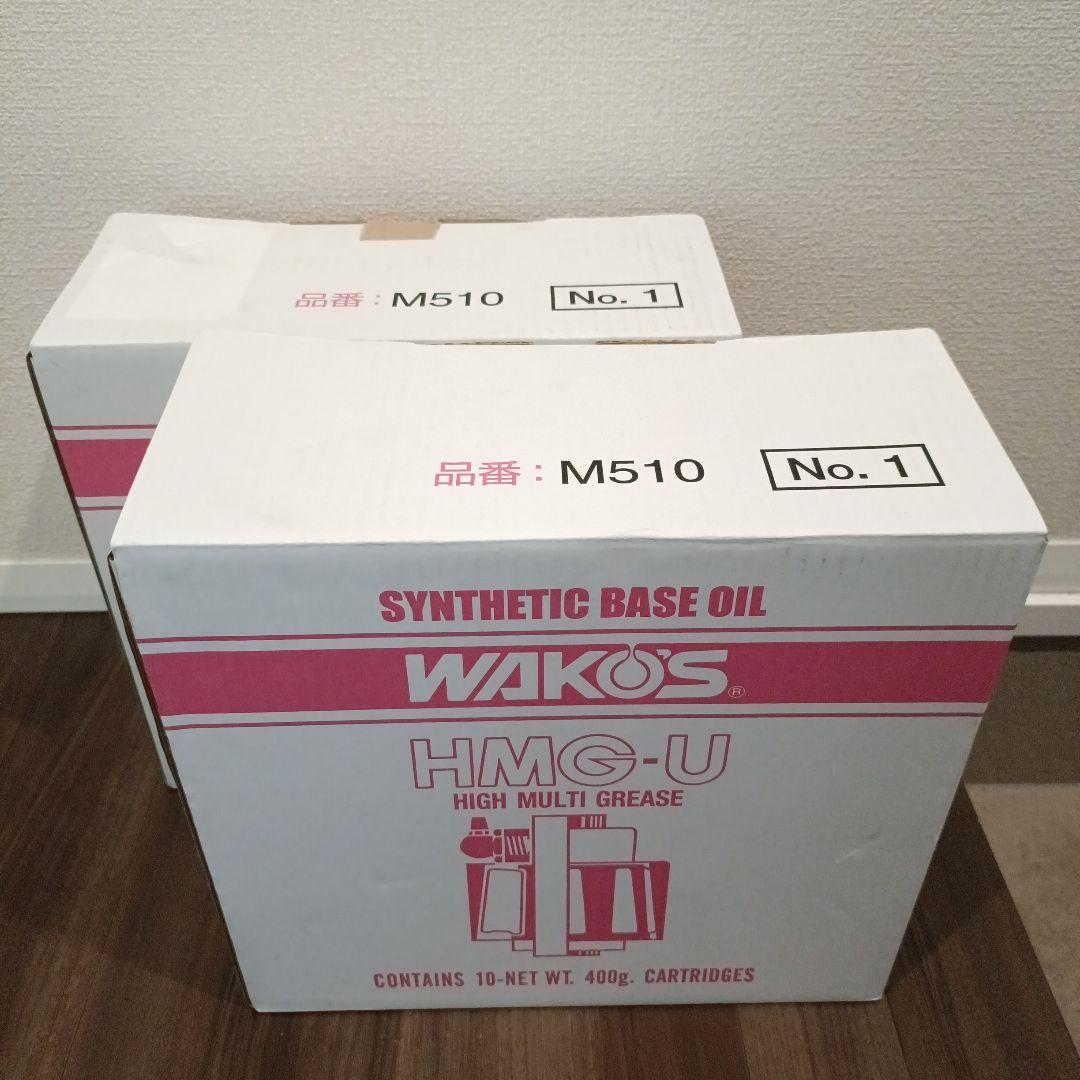 品番：M510 No. 1
品番：M510 No. 1
SYNTHETIC BASE OIL
WAKO'S ®
HMG-U
HIGH MULTI GREASE
CONTAINS 10-NET WT. 400g. CARTRIDGES